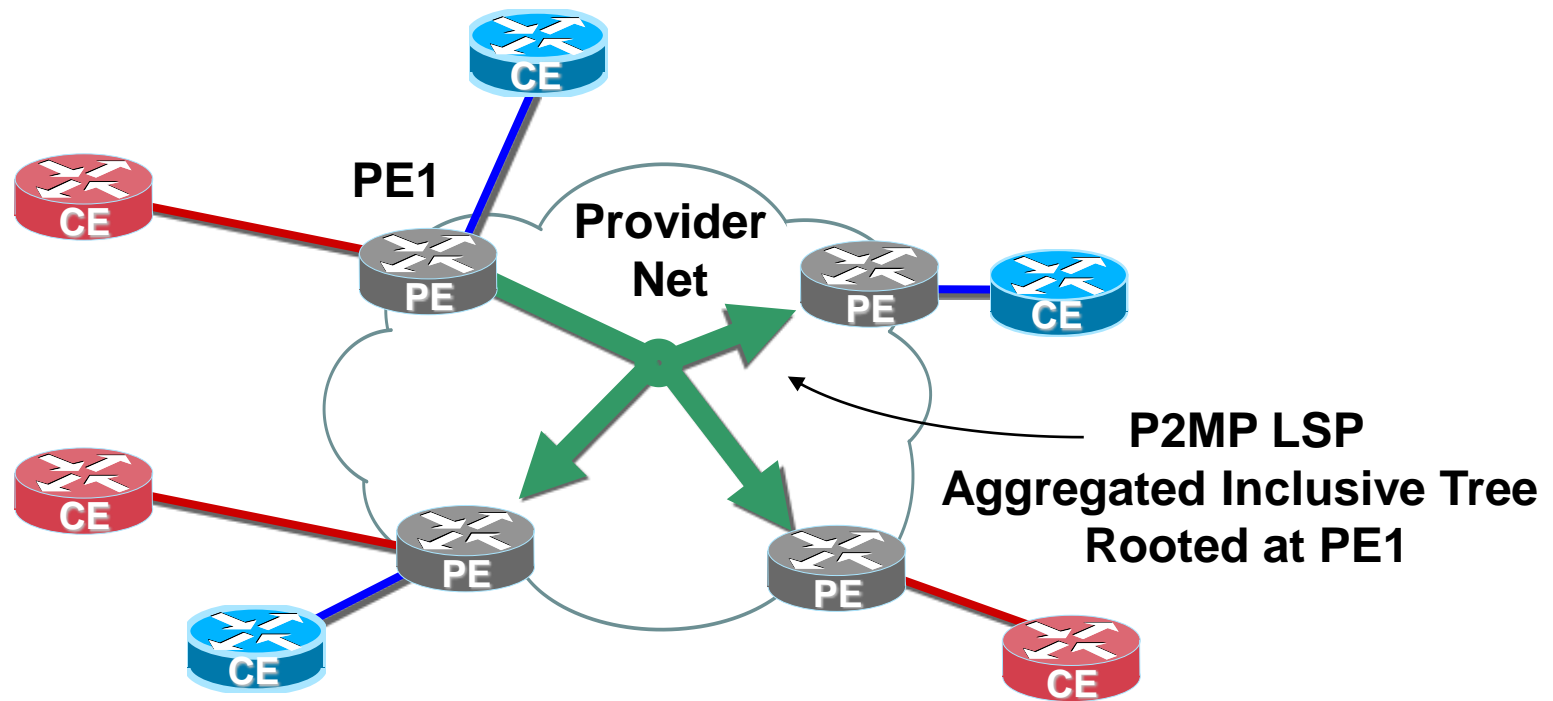 CE
PE1
CE
Provider
Net
PE
PE
CE
P2MP LSP
Aggregated Inclusive Tree
Rooted at PE1
CE
PE
PE
CE
CE